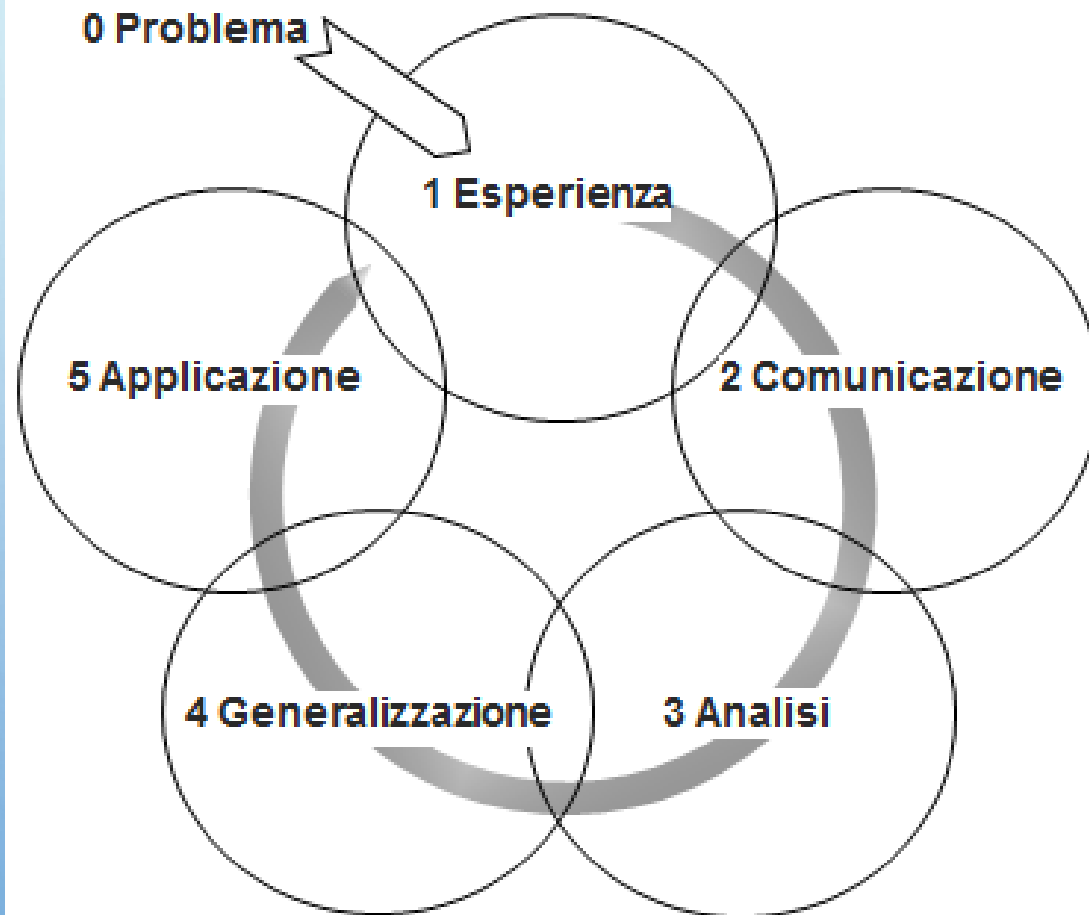 0 Problema
1 Esperienza
2 Comunicazione
3 Analisi
4 Generalizzazione
5 Applicazione